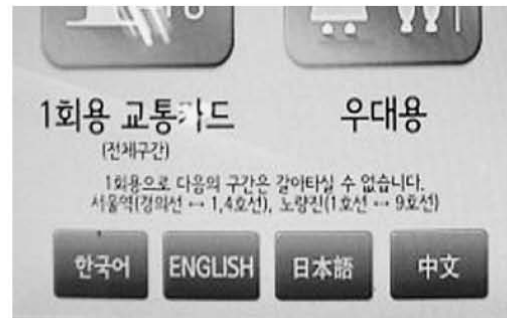 1회용 교통카드
우대용
(전체구간)
1회용으로 다음의 구간은 갈아타실 수 없습니다.
서울역(경의선 ↔ 1,4호선), 노량진(1호선 ↔ 9호선)
한국어
ENGLISH
日本語
中文